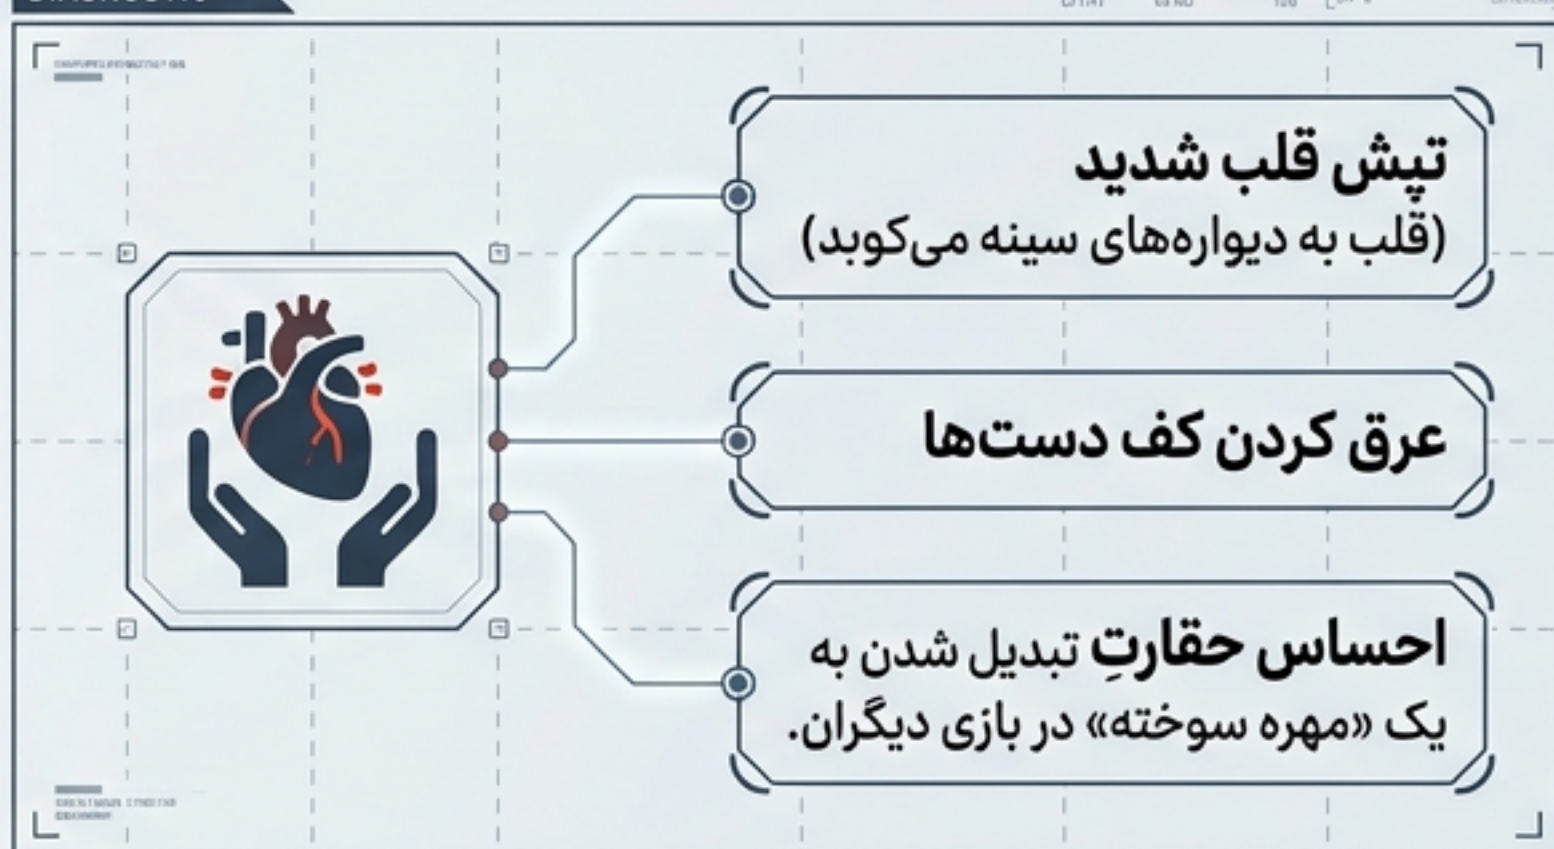 تپش قلب شدید
(قلب به دیواره‌های سینه می‌کوبد)
عرق کردن کف دست‌ها
احساس حقارتِ تبدیل شدن به
یک «مهره سوخته» در بازی دیگران.